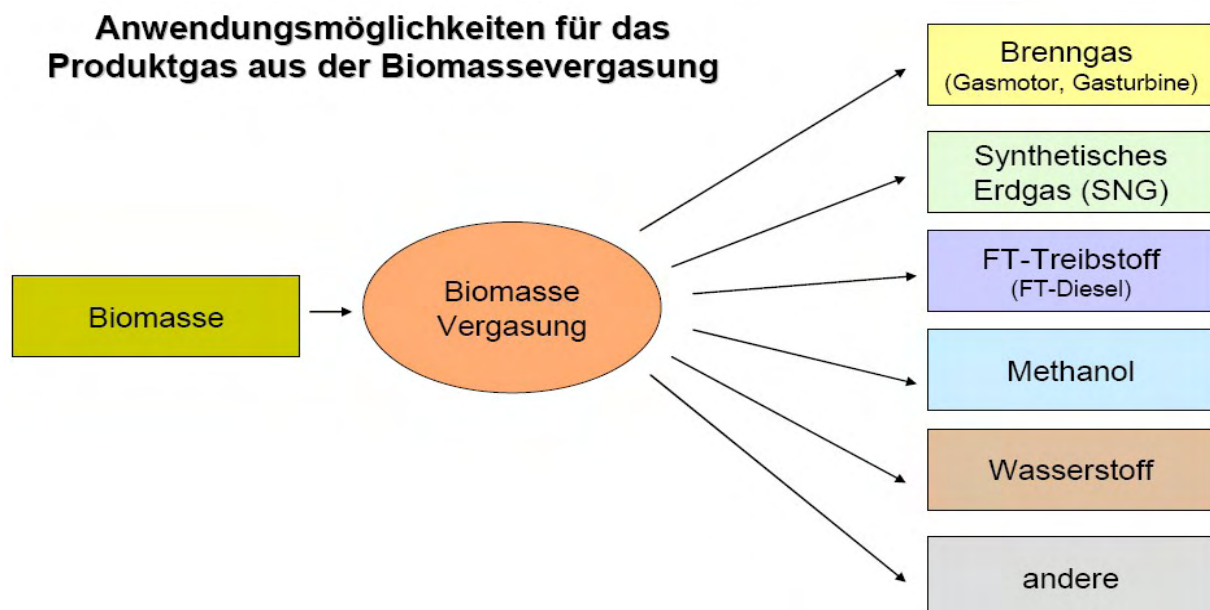 Anwendungsmöglichkeiten für das
Produktgas aus der Biomassevergasung
Biomasse
Biomasse
Vergasung
Brenngas
(Gasmotor, Gasturbine)
Synthetisches
Erdgas (SNG)
FT-Treibstoff
(FT-Diesel)
Methanol
Wasserstoff
andere